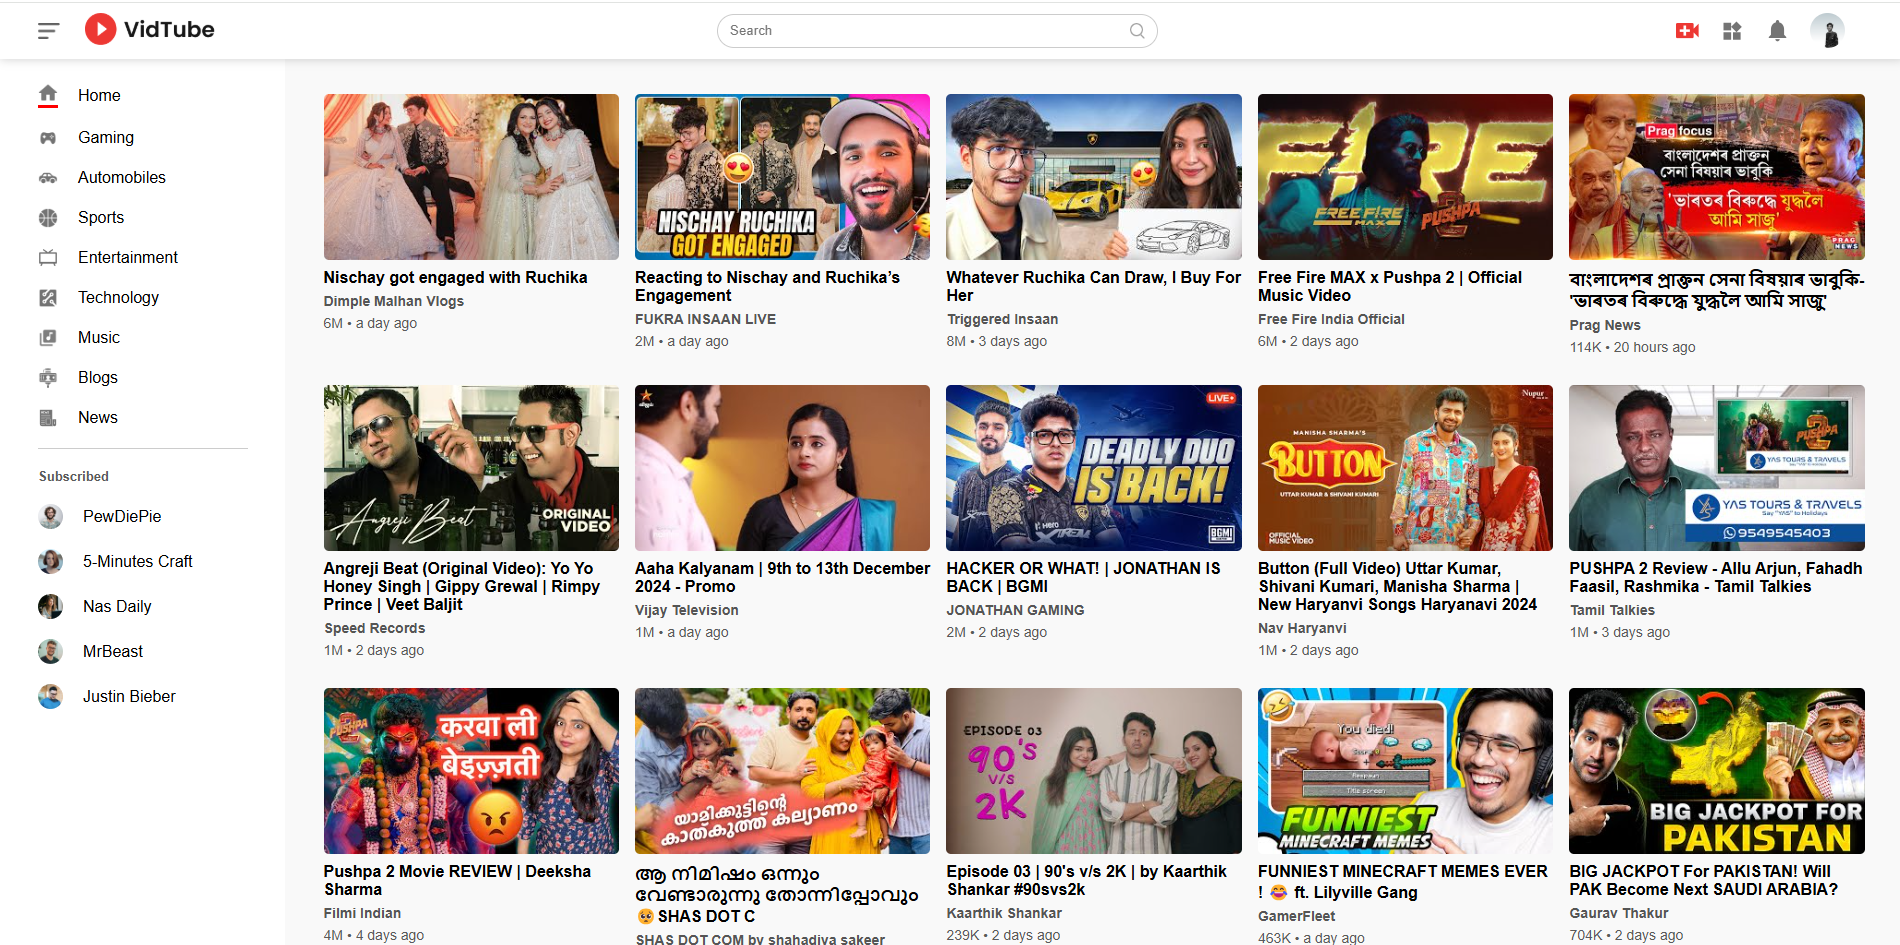 VidTube
Search
Home
Gaming
Automobiles
Sports
Entertainment
Technology
Music
Blogs
News
Subscribed
PewDiePie
5-Minutes Craft
Nas Daily
MrBeast
Justin Bieber
Nischay got engaged with Ruchika
Dimple Malhan Vlogs
6M • a day ago
NISCHAY RUCHIKA
GOT ENGAGED
Reacting to Nischay and Ruchika’s
Engagement
FUKRA INSAAN LIVE
2M • a day ago
Whatever Ruchika Can Draw, I Buy For
Her
Triggered Insaan
8M • 3 days ago
FIRE
FREE FIRE
MAX
PUSHPA
2
Free Fire MAX x Pushpa 2 | Official
Music Video
Free Fire India Official
6M • 2 days ago
Prag focus
বাংলাদেশৰ প্ৰাক্তন
সেনা বিষয়াৰ ভাবুকি
'ভাৰতৰ বিৰুদ্ধে যুদ্ধলৈ
আমি সাজু'
PRAG
NEWS
বাংলাদেশৰ প্ৰাক্তন সেনা বিষয়াৰ ভাবুকি-
'ভাৰতৰ বিৰুদ্ধে যুদ্ধলৈ আমি সাজু'
Prag News
114K • 20 hours ago
Angreji Beat
ORIGINAL
VIDEO
Angreji Beat (Original Video): Yo Yo
Honey Singh | Gippy Grewal | Rimpy
Prince | Veet Baljit
Speed Records
1M • 2 days ago
Aaha Kalyanam | 9th to 13th December
2024 - Promo
Vijay Television
1M • a day ago
LIVE
DEADLY DUO
IS BACK!
Hero
XTREM
BGMI
HACKER OR WHAT! | JONATHAN IS
BACK | BGMI
JONATHAN GAMING
2M • 2 days ago
Nupur
MANISHA SHARMA'S
BUTTON
UTTAR KUMAR & SHIVANI KUMARI
OFFICIAL
MUSIC VIDEO
Button (Full Video) Uttar Kumar,
Shivani Kumari, Manisha Sharma |
New Haryanvi Songs Haryanavi 2024
Nav Haryanvi
1M • 2 days ago
PUSHPA
2
YAS TOURS & TRAVELS
YAS TOURS & TRAVELS
Say "YAS" to Holidays
9549545403
PUSHPA 2 Review - Allu Arjun, Fahadh
Faasil, Rashmika - Tamil Talkies
Tamil Talkies
1M • 3 days ago
PUSHPA
करवा ली
बेइज़्ज़ती
Pushpa 2 Movie REVIEW | Deeksha
Sharma
Filmi Indian
4M • 4 days ago
യാമിക്കുട്ടിന്റെ
കാത്കുത്ത് കല്യാണം
ആ നിമിഷം ഒന്നും
വേണ്ടാരുന്നു തോന്നിപ്പോവും
🥺 SHAS DOT C
SHAS DOT COM by shahadiya sakeer
EPISODE 03
90's
V/S
2K
Episode 03 | 90's v/s 2K | by Kaarthik
Shankar #90svs2k
Kaarthik Shankar
239K • 2 days ago
You died!
Respawn
Title screen
FUNNIEST
MINECRAFT MEMES
FUNNIEST MINECRAFT MEMES EVER
! 😂 ft. Lilyville Gang
GamerFleet
463K • a day ago
BIG JACKPOT FOR
PAKISTAN
BIG JACKPOT For PAKISTAN! Will
PAK Become Next SAUDI ARABIA?
Gaurav Thakur
704K • 2 days ago